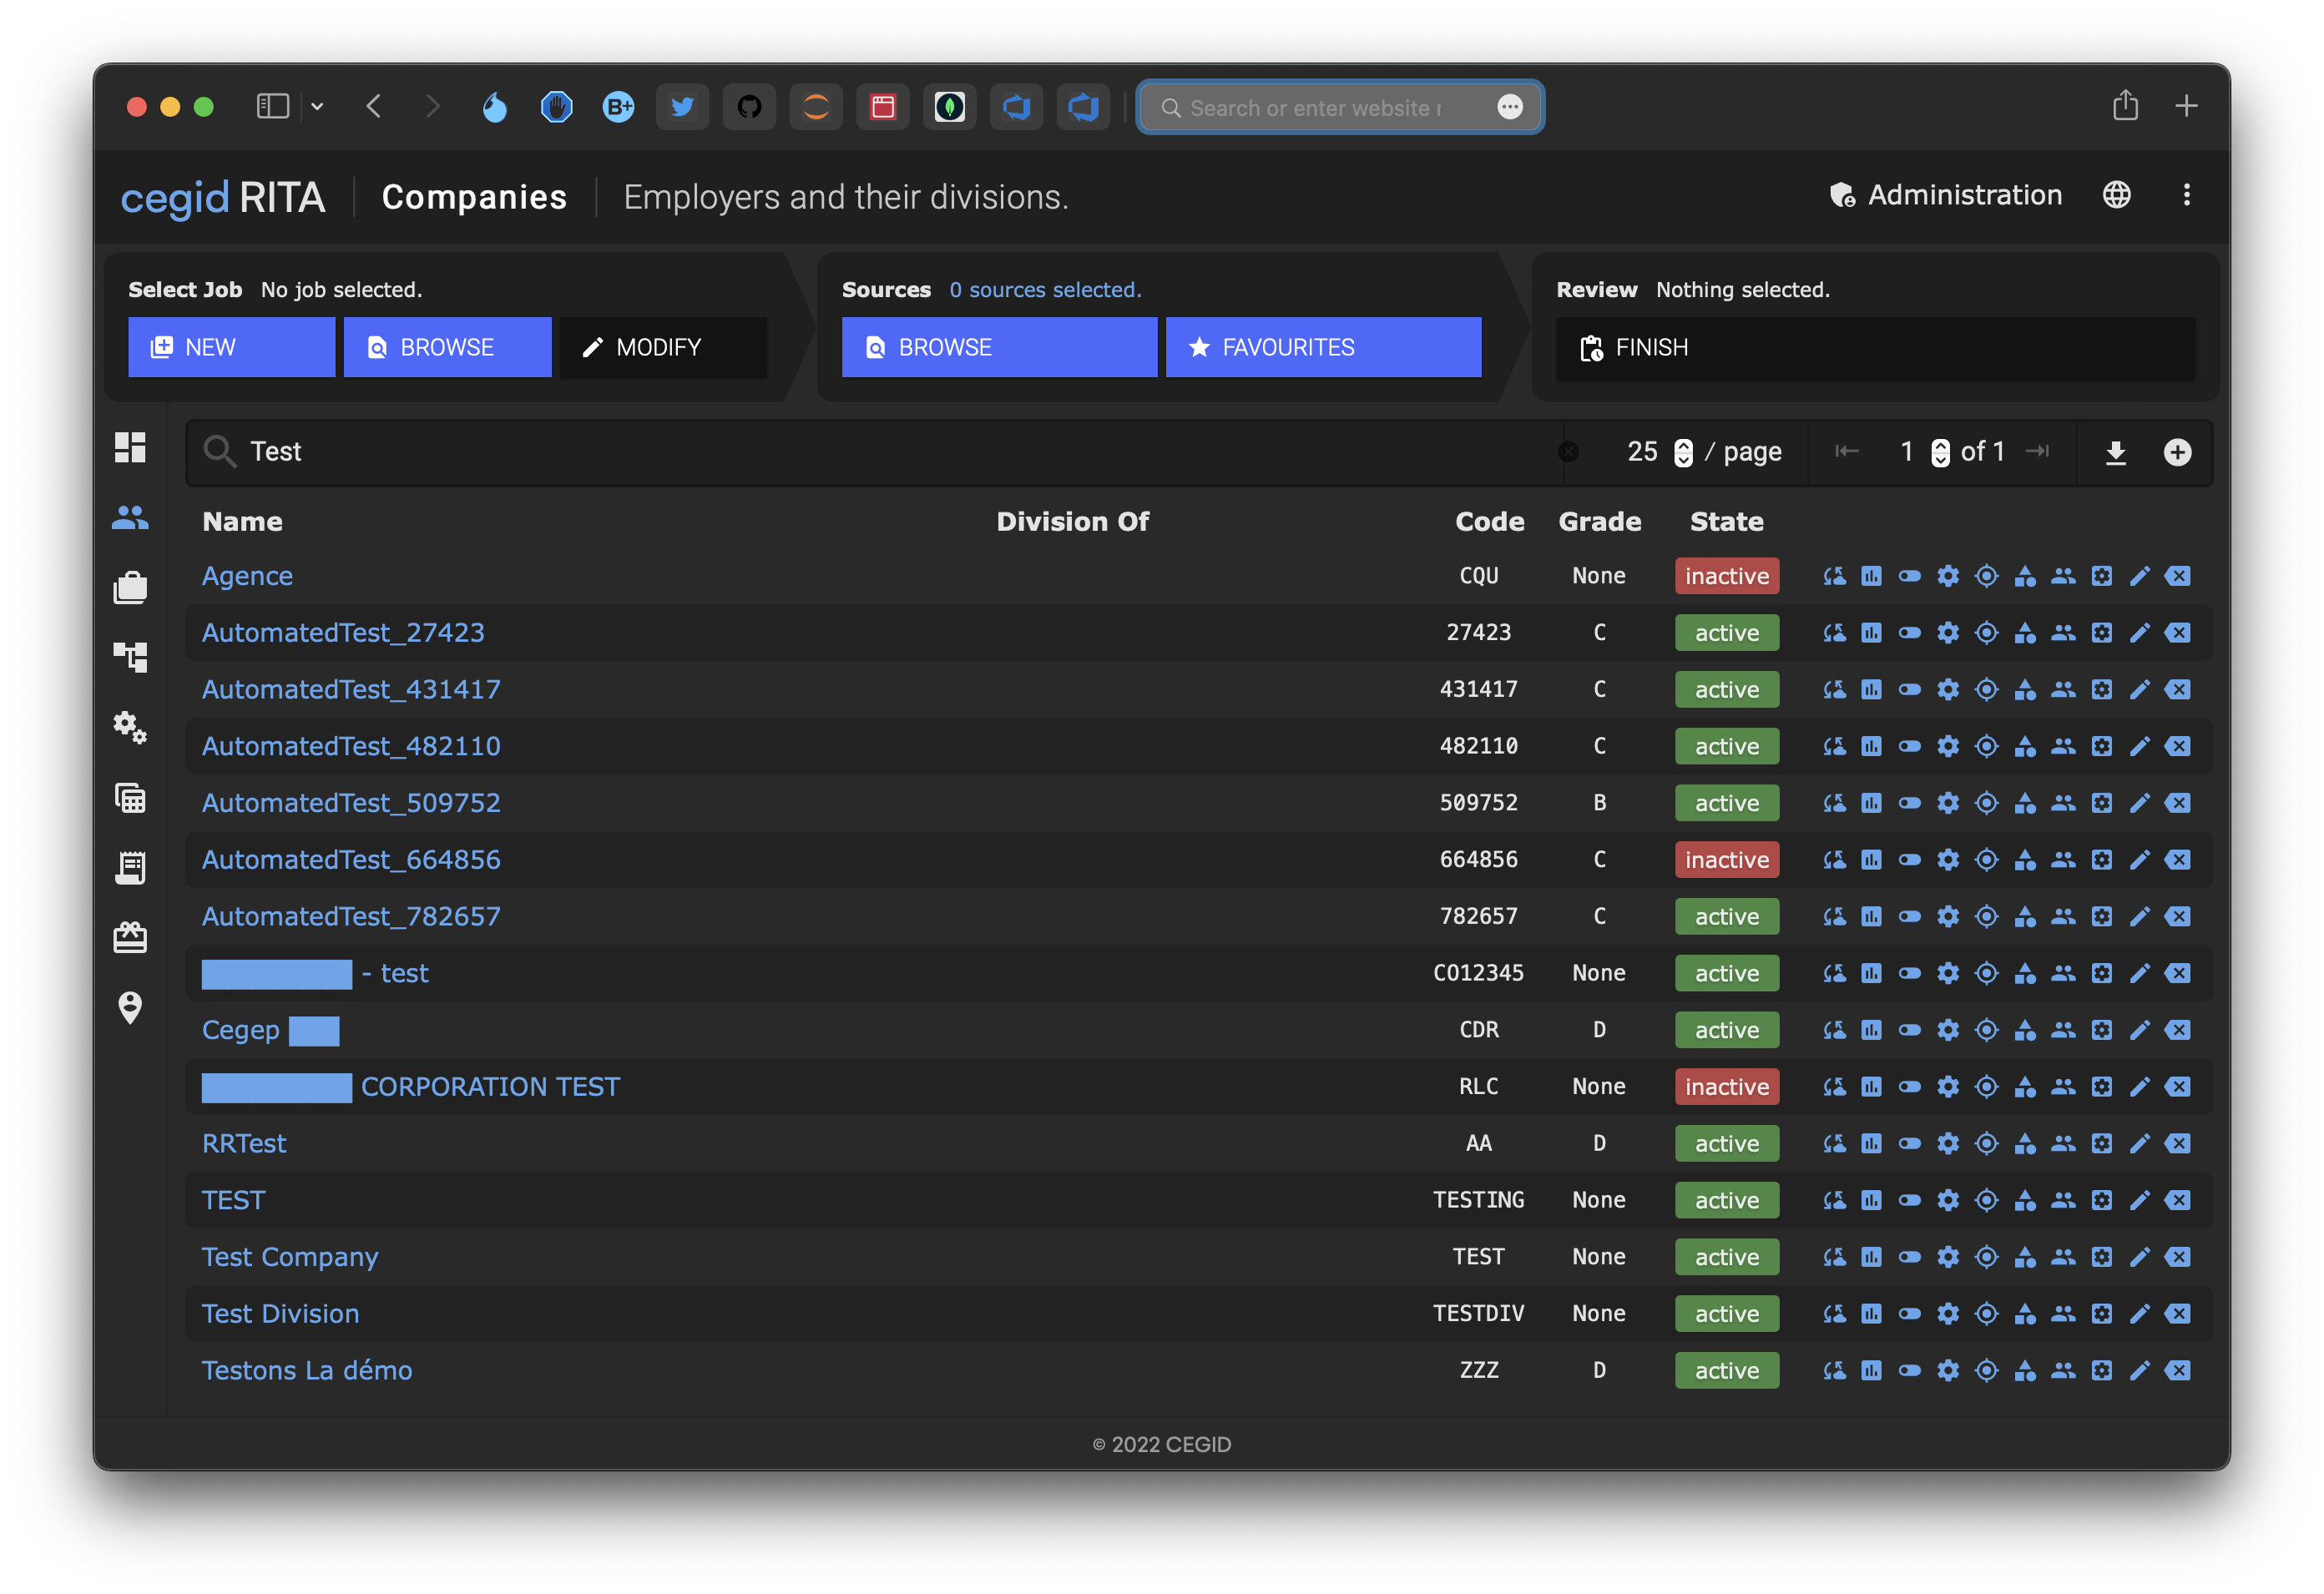 B+ Search or enter website
cegid RITA Companies Employers and their divisions. Administration
Select Job No job selected. Sources 0 sources selected. Review Nothing selected.
NEW BROWSE MODIFY BROWSE FAVOURITES FINISH
Test 25 / page 1 of 1
Name Division Of Code Grade State
Agence CQU None inactive
AutomatedTest_27423 27423 C active
AutomatedTest_431417 431417 C active
AutomatedTest_482110 482110 C active
AutomatedTest_509752 509752 B active
AutomatedTest_664856 664856 C inactive
AutomatedTest_782657 782657 C active
- test CO12345 None active
Cegep CDR D active
CORPORATION TEST RLC None inactive
RRTest AA D active
TEST TESTING None active
Test Company TEST None active
Test Division TESTDIV None active
Testons La démo ZZZ D active
© 2022 CEGID